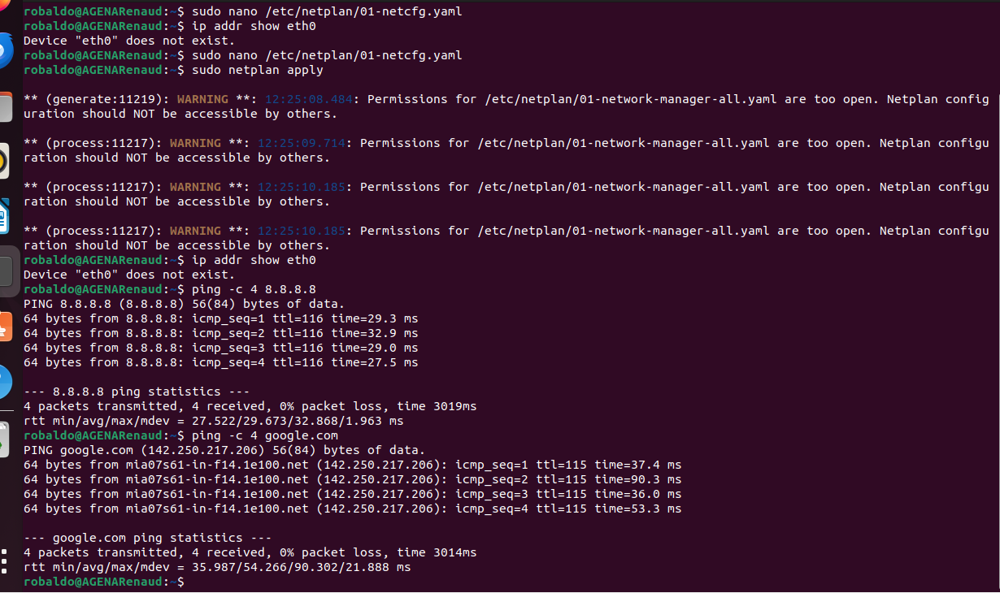 robaldo@AGENARenaud:~$ sudo nano /etc/netplan/01-netcfg.yaml
robaldo@AGENARenaud:~$ ip addr show eth0
Device "eth0" does not exist.
robaldo@AGENARenaud:~$ sudo nano /etc/netplan/01-netcfg.yaml
robaldo@AGENARenaud:~$ sudo netplan apply
** (generate:11219): WARNING **: 12:25:08.484: Permissions for /etc/netplan/01-network-manager-all.yaml are too open. Netplan config
uration should NOT be accessible by others.
** (process:11217): WARNING **: 12:25:09.714: Permissions for /etc/netplan/01-network-manager-all.yaml are too open. Netplan configu
ration should NOT be accessible by others.
** (process:11217): WARNING **: 12:25:10.185: Permissions for /etc/netplan/01-network-manager-all.yaml are too open. Netplan configu
ration should NOT be accessible by others.
** (process:11217): WARNING **: 12:25:10.185: Permissions for /etc/netplan/01-network-manager-all.yaml are too open. Netplan configu
ration should NOT be accessible by others.
robaldo@AGENARenaud:~$ ip addr show eth0
Device "eth0" does not exist.
robaldo@AGENARenaud:~$ ping -c 4 8.8.8.8
PING 8.8.8.8 (8.8.8.8) 56(84) bytes of data.
64 bytes from 8.8.8.8: icmp_seq=1 ttl=116 time=29.3 ms
64 bytes from 8.8.8.8: icmp_seq=2 ttl=116 time=32.9 ms
64 bytes from 8.8.8.8: icmp_seq=3 ttl=116 time=29.0 ms
64 bytes from 8.8.8.8: icmp_seq=4 ttl=116 time=27.5 ms
--- 8.8.8.8 ping statistics ---
4 packets transmitted, 4 received, 0% packet loss, time 3019ms
rtt min/avg/max/mdev = 27.522/29.673/32.868/1.963 ms
robaldo@AGENARenaud:~$ ping -c 4 google.com
PING google.com (142.250.217.206) 56(84) bytes of data.
64 bytes from mia07s61-in-f14.1e100.net (142.250.217.206): icmp_seq=1 ttl=115 time=37.4 ms
64 bytes from mia07s61-in-f14.1e100.net (142.250.217.206): icmp_seq=2 ttl=115 time=90.3 ms
64 bytes from mia07s61-in-f14.1e100.net (142.250.217.206): icmp_seq=3 ttl=115 time=36.0 ms
64 bytes from mia07s61-in-f14.1e100.net (142.250.217.206): icmp_seq=4 ttl=115 time=53.3 ms
--- google.com ping statistics ---
4 packets transmitted, 4 received, 0% packet loss, time 3014ms
rtt min/avg/max/mdev = 35.987/54.266/90.302/21.888 ms
robaldo@AGENARenaud:~$